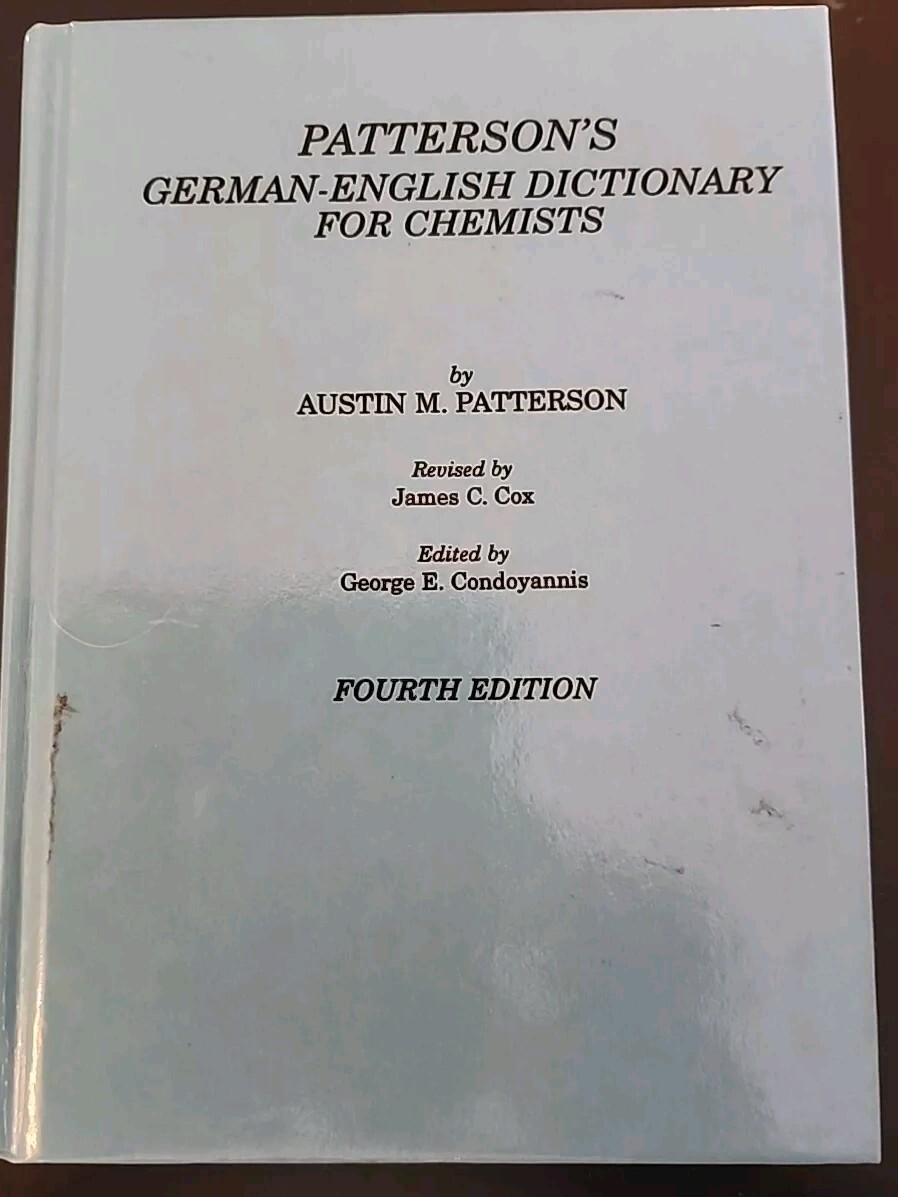 PATTERSON'S
GERMAN-ENGLISH DICTIONARY
FOR CHEMISTS
by
AUSTIN M. PATTERSON
Revised by
James C. Cox
Edited by
George E. Condoyannis
FOURTH EDITION